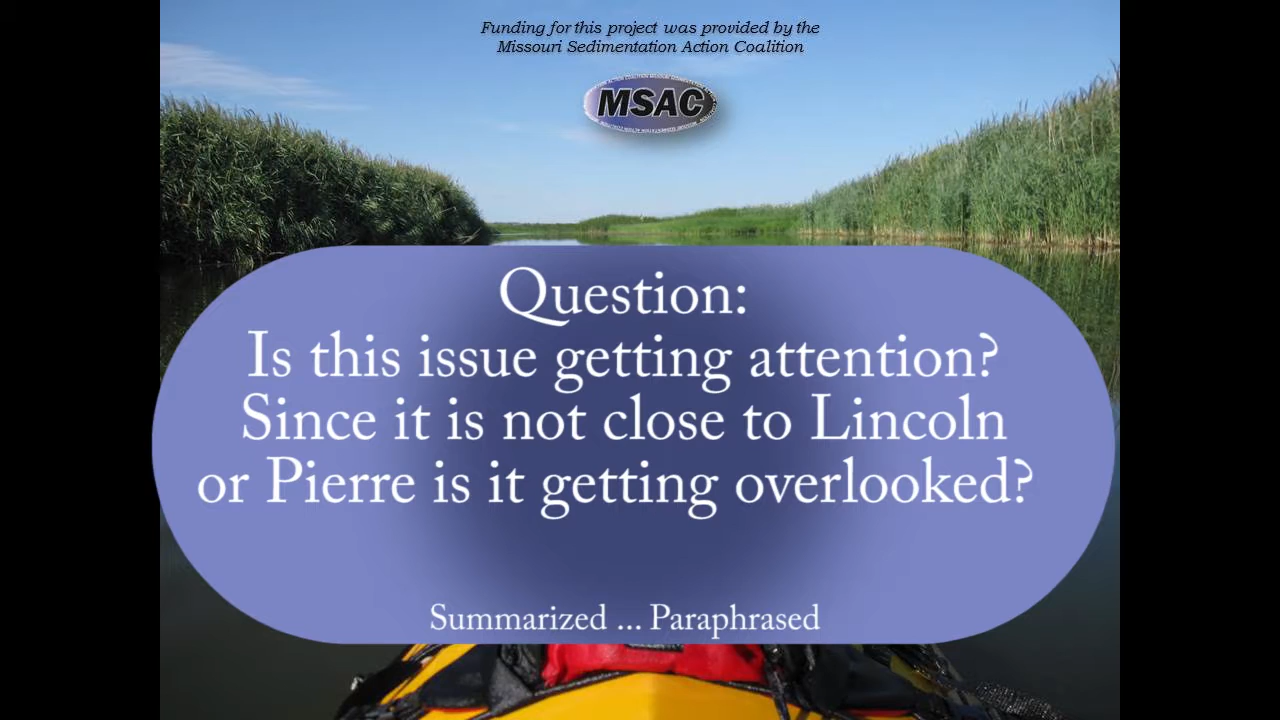 Funding for this project was provided by the
Missouri Sedimentation Action Coalition
MSAC
Question:
Is this issue getting attention?
Since it is not close to Lincoln
or Pierre is it getting overlooked?
Summarized ... Paraphrased